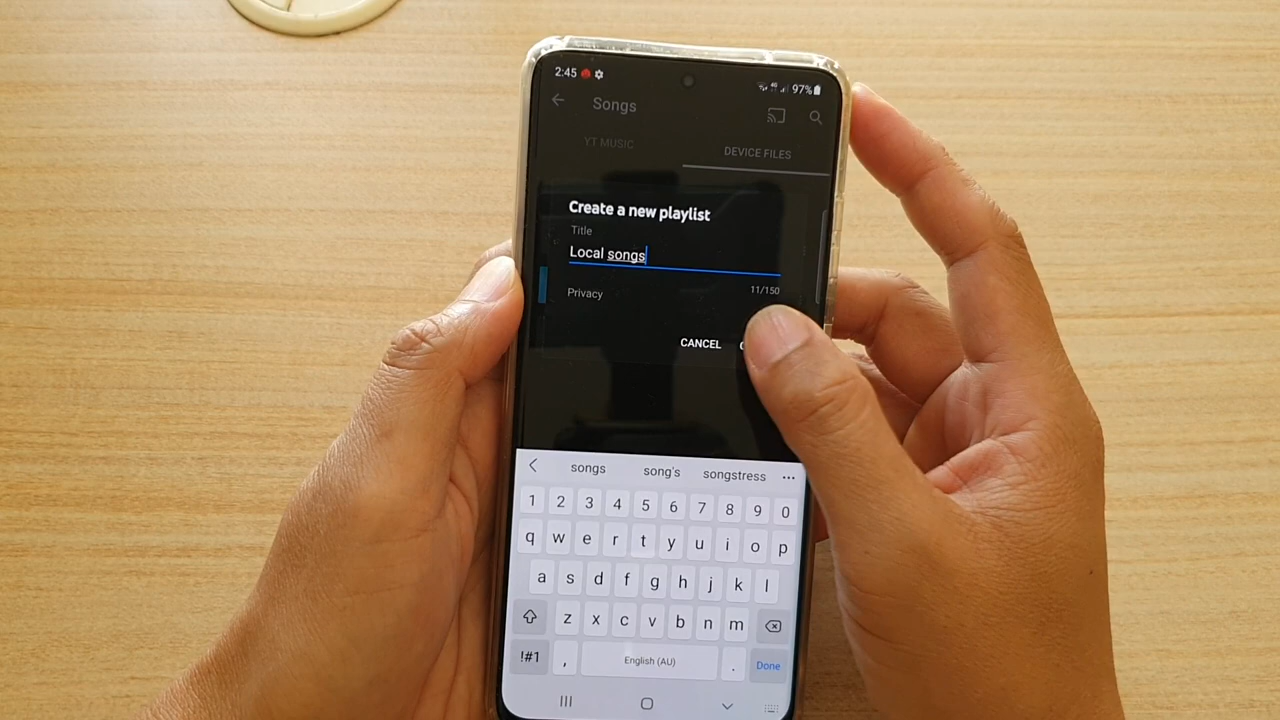 2:45 97%
Songs
YT MUSIC DEVICE FILES
Create a new playlist
Title
Local songs
11/150
Privacy
CANCEL
songs song's songstress
1 2 3 4 5 6 7 8 9 0
q w e r t y u i o p
a s d f g h j k l
z x c v b n m
!#1 , English (AU) . Done